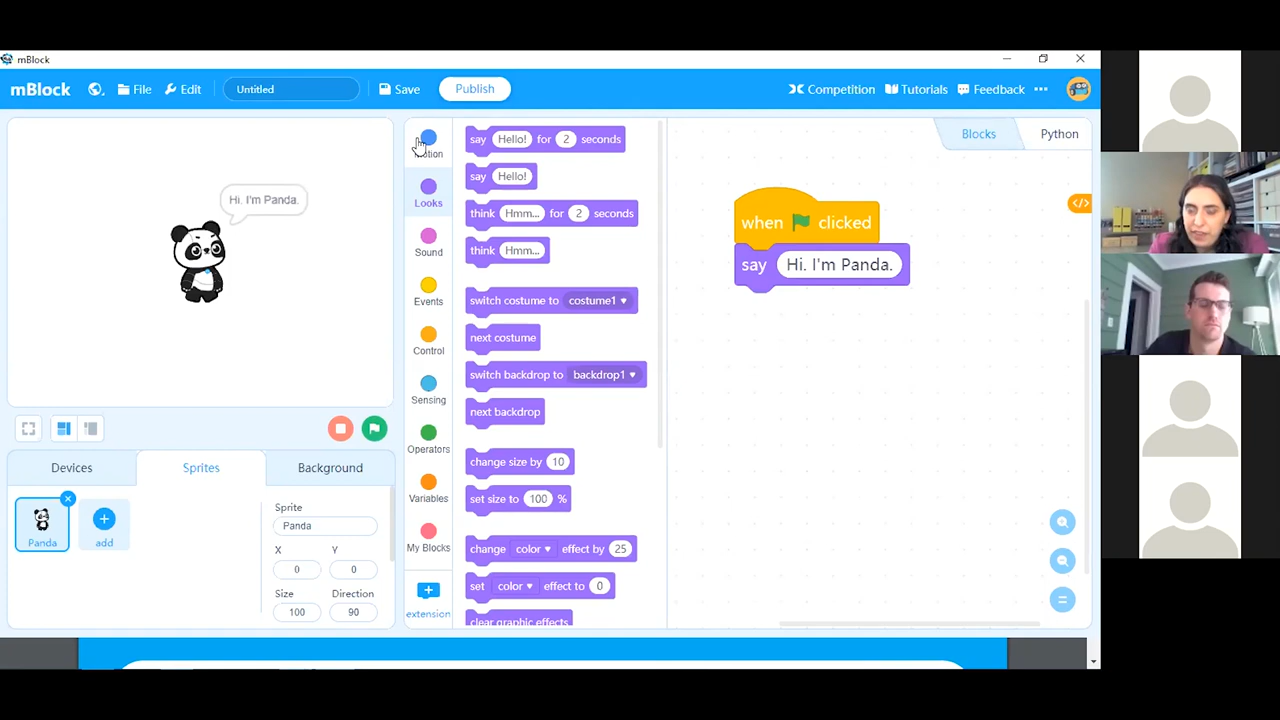 mBlock
mBlock File Edit Untitled Save Publish Competition Tutorials Feedback
Hi. I'm Panda.
Devices Sprites Background
Panda
add
Sprite
Panda
X Y
0 0
Size Direction
100 90
Motion
Looks
Sound
Events
Control
Sensing
Operators
Variables
My Blocks
extension
say Hello! for 2 seconds
say Hello!
think Hmm... for 2 seconds
think Hmm...
switch costume to costume1
next costume
switch backdrop to backdrop1
next backdrop
change size by 10
set size to 100 %
change color effect by 25
set color effect to 0
clear graphic effects
Blocks Python
</>
when clicked
say Hi. I'm Panda.